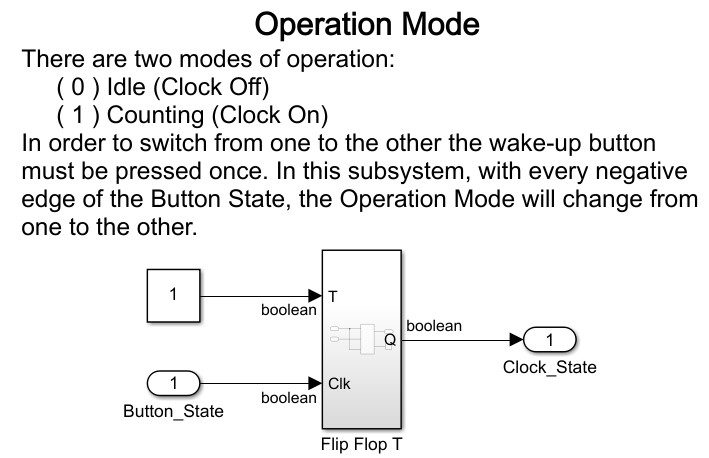 Operation Mode
There are two modes of operation:
( 0 ) Idle (Clock Off)
( 1 ) Counting (Clock On)
In order to switch from one to the other the wake-up button
must be pressed once. In this subsystem, with every negative
edge of the Button State, the Operation Mode will change from
one to the other.
1
boolean
T
boolean
Q
1
Clock_State
1
boolean
Clk
Button_State
Flip Flop T